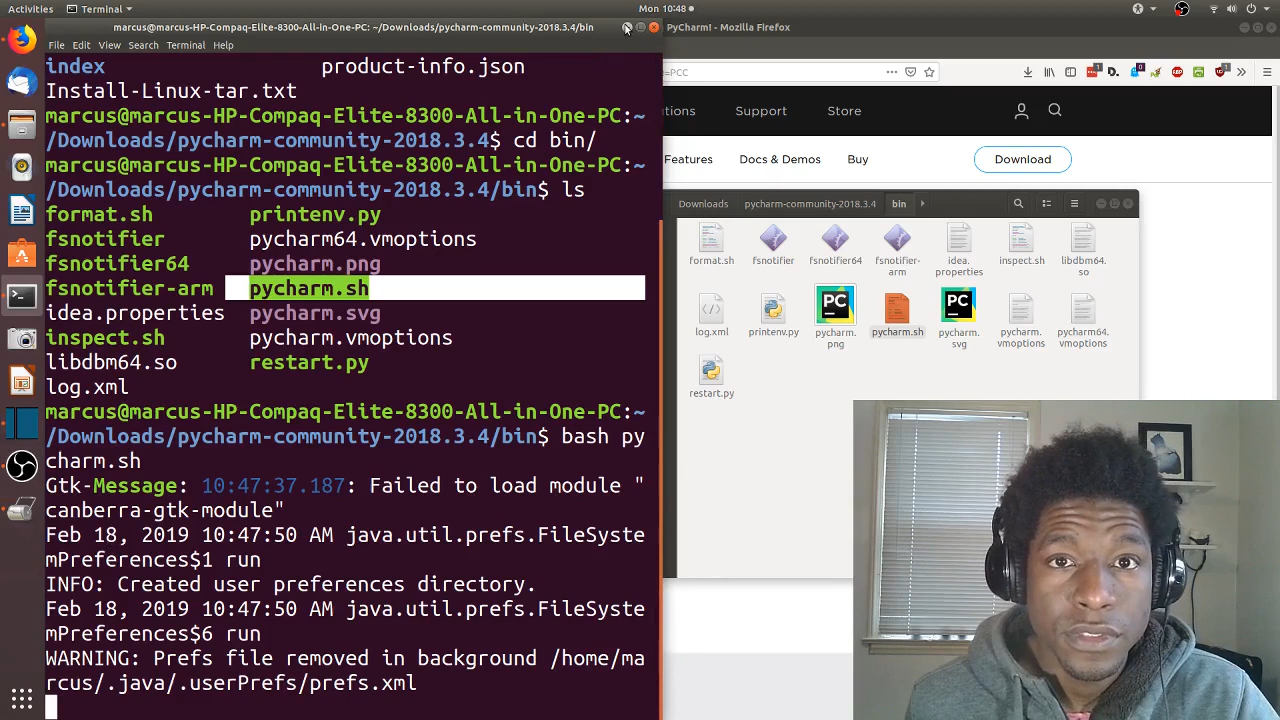 Activities
Terminal
Mon 10:48
marcus@marcus-HP-Compaq-Elite-8300-All-in-One-PC: ~/Downloads/pycharm-community-2018.3.4/bin
PyCharm! - Mozilla Firefox
File Edit View Search Terminal Help
=PCC
index product-info.json
Install-Linux-tar.txt
marcus@marcus-HP-Compaq-Elite-8300-All-in-One-PC:~
/Downloads/pycharm-community-2018.3.4$ cd bin/
marcus@marcus-HP-Compaq-Elite-8300-All-in-One-PC:~
/Downloads/pycharm-community-2018.3.4/bin$ ls
format.sh printenv.py
fsnotifier pycharm64.vmoptions
fsnotifier64 pycharm.png
fsnotifier-arm pycharm.sh
idea.properties pycharm.svg
inspect.sh pycharm.vmoptions
libdbm64.so restart.py
log.xml
marcus@marcus-HP-Compaq-Elite-8300-All-in-One-PC:~
/Downloads/pycharm-community-2018.3.4/bin$ bash py
charm.sh
Gtk-Message: 10:47:37.187: Failed to load module "
canberra-gtk-module"
Feb 18, 2019 10:47:50 AM java.util.prefs.FileSyste
mPreferences$1 run
INFO: Created user preferences directory.
Feb 18, 2019 10:47:50 AM java.util.prefs.FileSyste
mPreferences$6 run
WARNING: Prefs file removed in background /home/ma
rcus/.java/.userPrefs/prefs.xml
utions Support Store
Features Docs & Demos Buy Download
Downloads pycharm-community-2018.3.4 bin
format.sh fsnotifier fsnotifier64 fsnotifier- idea. inspect.sh libdbm64.
arm properties so
PC PC
log.xml printenv.py pycharm. pycharm.sh pycharm. pycharm. pycharm64.
png svg vmoptions vmoptions
restart.py